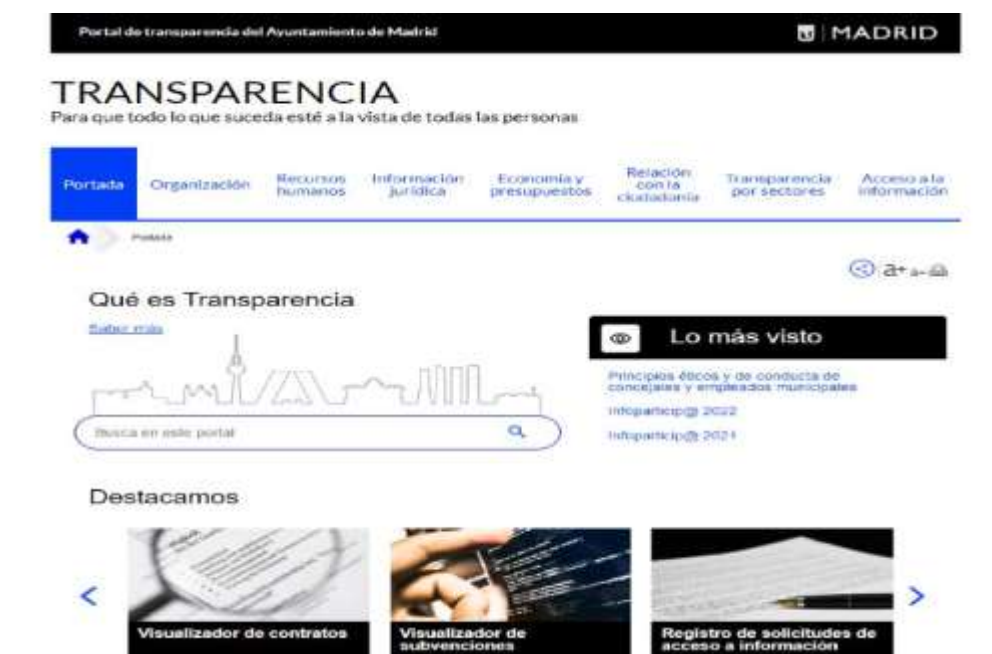 Portal de transparencia del Ayuntamiento de Madrid
MADRID
TRANSPARENCIA
Para que todo lo que suceda esté a la vista de todas las personas
Portada
Organización
Recursos
humanos
Información
jurídica
Economía y
presupuestos
Relación
con la
ciudadanía
Transparencia
por sectores
Acceso a la
información
Portada
a+ a-
Qué es Transparencia
Saber más
Busca en este portal
Lo más visto
Principios éticos y de conducta de
concejales y empleados municipales
Infoparticip@ 2022
Infoparticip@ 2021
Destacamos
Visualizador de contratos
Visualizador de
subvenciones
Registro de solicitudes de
acceso a información